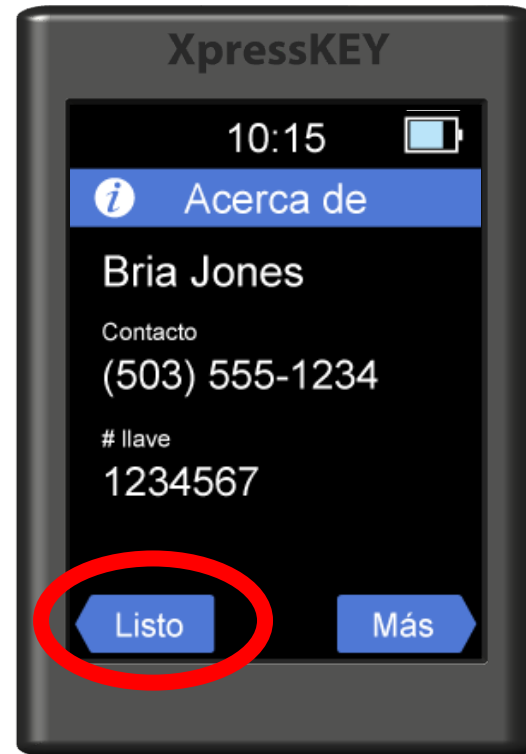 XpressKEY
10:15
i Acerca de
Bria Jones
Contacto
(503) 555-1234
# llave
1234567
Listo Más